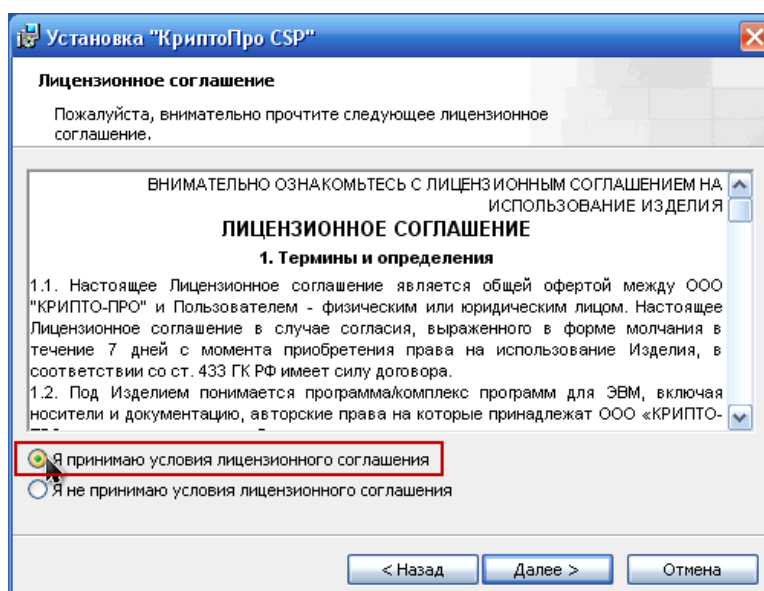 Установка "КриптоПро CSP"
Лицензионное соглашение
Пожалуйста, внимательно прочтите следующее лицензионное
соглашение.
ВНИМАТЕЛЬНО ОЗНАКОМЬТЕСЬ С ЛИЦЕНЗИОННЫМ СОГЛАШЕНИЕМ НА
ИСПОЛЬЗОВАНИЕ ИЗДЕЛИЯ
ЛИЦЕНЗИОННОЕ СОГЛАШЕНИЕ
1. Термины и определения
1.1. Настоящее Лицензионное соглашение является общей офертой между ООО
"КРИПТО-ПРО" и Пользователем - физическим или юридическим лицом. Настоящее
Лицензионное соглашение в случае согласия, выраженного в форме молчания в
течение 7 дней с момента приобретения права на использование Изделия, в
соответствии со ст. 433 ГК РФ имеет силу договора.
1.2. Под Изделием понимается программа/комплекс программ для ЭВМ, включая
носители и документацию, авторские права на которые принадлежат ООО «КРИПТО-
Я принимаю условия лицензионного соглашения
Я не принимаю условия лицензионного соглашения
< Назад
Далее >
Отмена